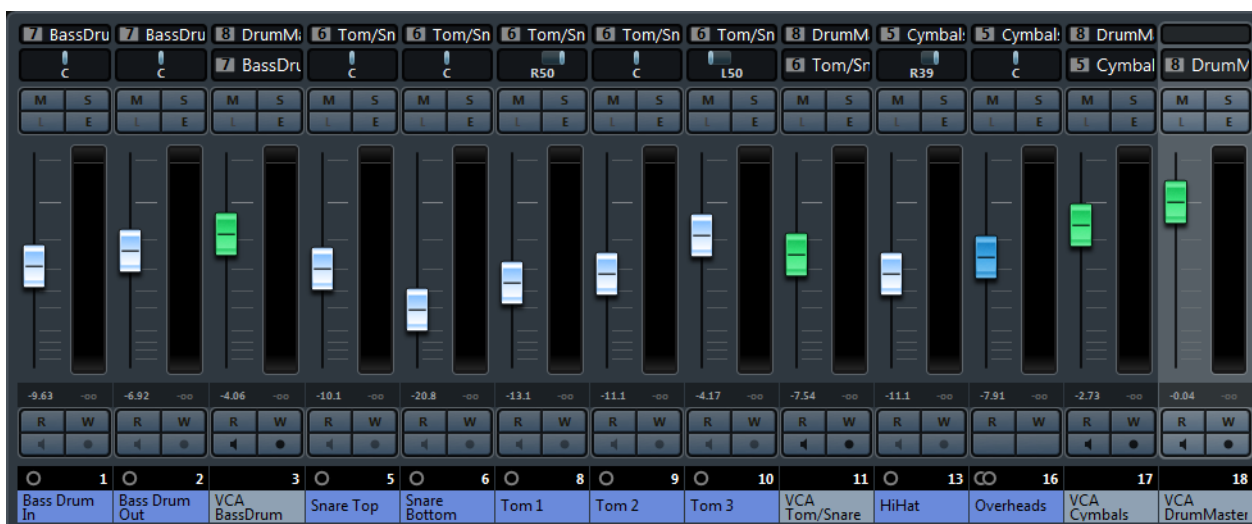 7 BassDru 7 BassDru 8 DrumMa 6 Tom/Sn 6 Tom/Sn 6 Tom/Sn 6 Tom/Sn 6 Tom/Sn 8 DrumM 5 Cymbal 5 Cymbal 8 DrumM
C C 7 BassDru C C R50 C L50 6 Tom/Sn R39 C 5 Cymbal 8 DrumM
M S M S M S M S M S M S M S M S M S M S M S M S M S
L E L E L E L E L E L E L E L E L E L E L E L E L E
-9.63 -oo -6.92 -oo -4.06 -oo -10.1 -oo -20.8 -oo -13.1 -oo -11.1 -oo -4.17 -oo -7.54 -oo -11.1 -oo -7.91 -oo -2.73 -oo -0.04 -oo
R W R W R W R W R W R W R W R W R W R W R W R W R W
1 2 3 5 6 8 9 10 11 13 16 17 18
Bass Drum In Bass Drum Out VCA BassDrum Snare Top Snare Bottom Tom 1 Tom 2 Tom 3 VCA Tom/Snare HiHat Overheads VCA Cymbals VCA DrumMaster